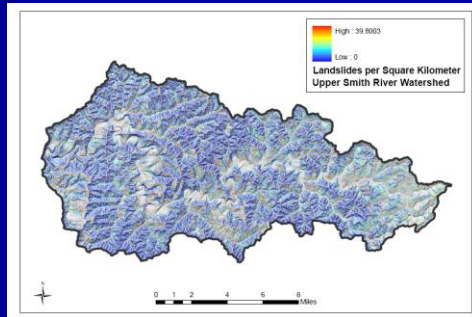 High : 39.8003
Low : 0
Landslides per Square Kilometer
Upper Smith River Watershed
N
0 1 2 4 6 8
Miles